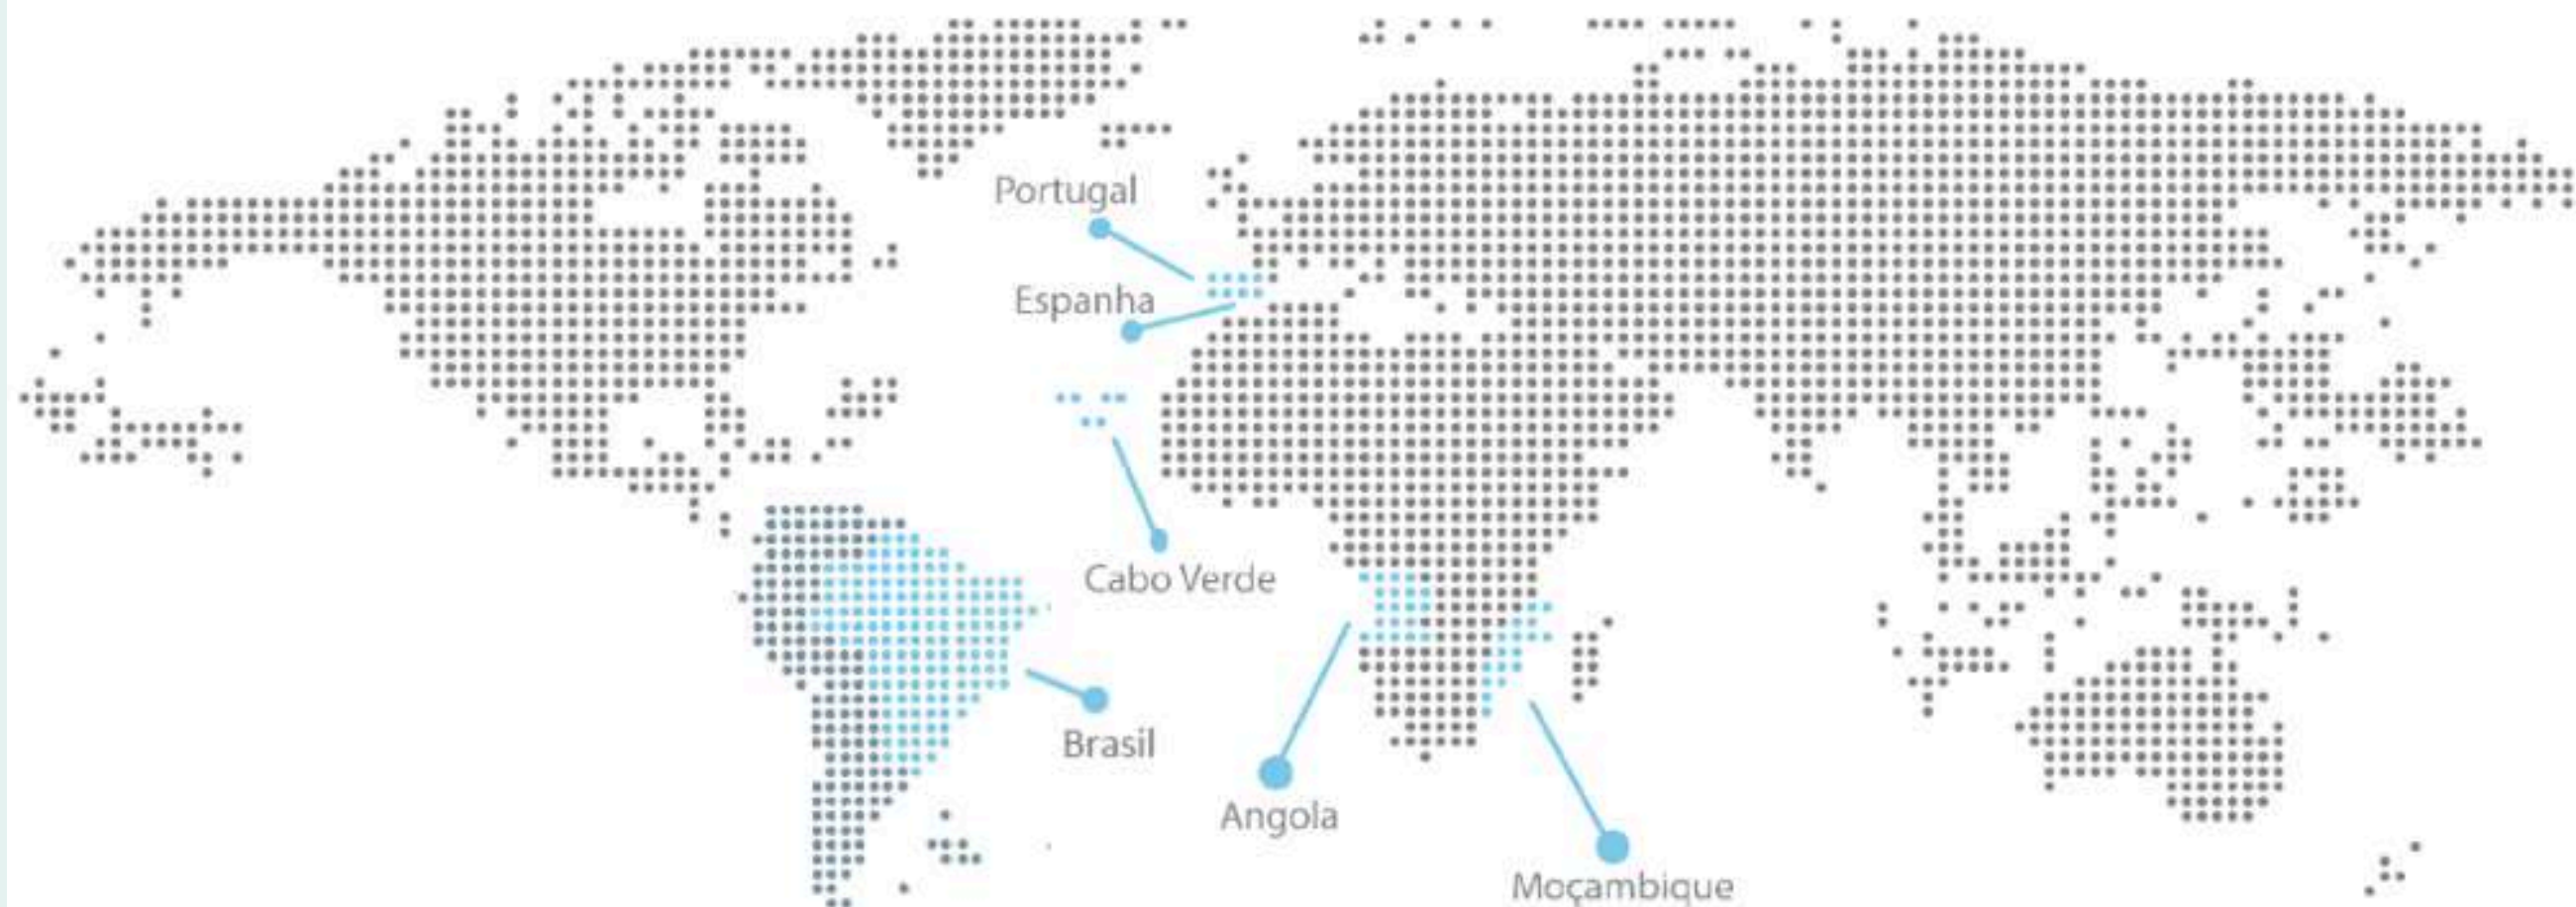 Portugal
Espanha
Cabo Verde
Brasil
Angola
Moçambique